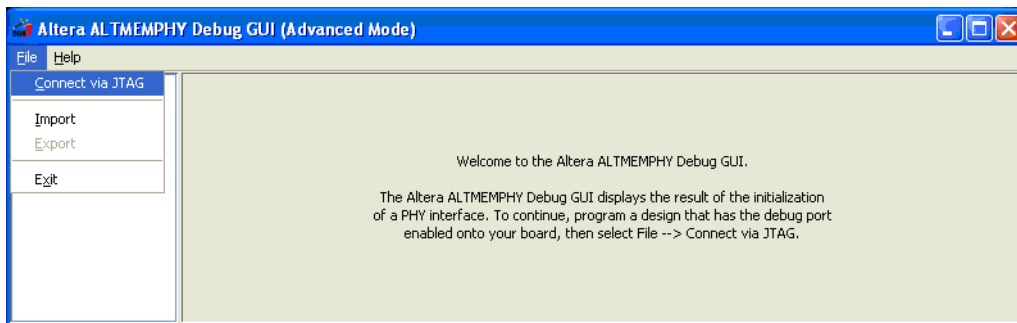 Altera ALTMEMPHY Debug GUI (Advanced Mode)
File Help
Connect via JTAG
Import
Export
Exit
Welcome to the Altera ALTMEMPHY Debug GUI.
The Altera ALTMEMPHY Debug GUI displays the result of the initialization
of a PHY interface. To continue, program a design that has the debug port
enabled onto your board, then select File --> Connect via JTAG.